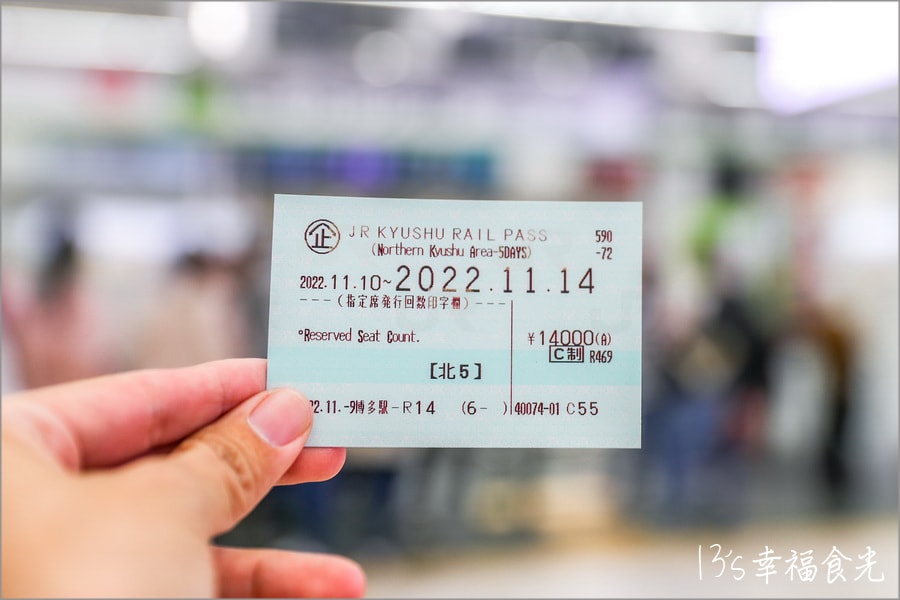 企 JR KYUSHU RAIL PASS 590
(Northern Kyushu Area-5DAYS) -72
2022.11.10~2022.11.14
---(指定席発行回数印字欄)---
°Reserved Seat Count. ¥14000(A)
C制 R469
[北5]
22.11.-9博多駅-R14 (6- ) 40074-01 C55
13's幸福食光